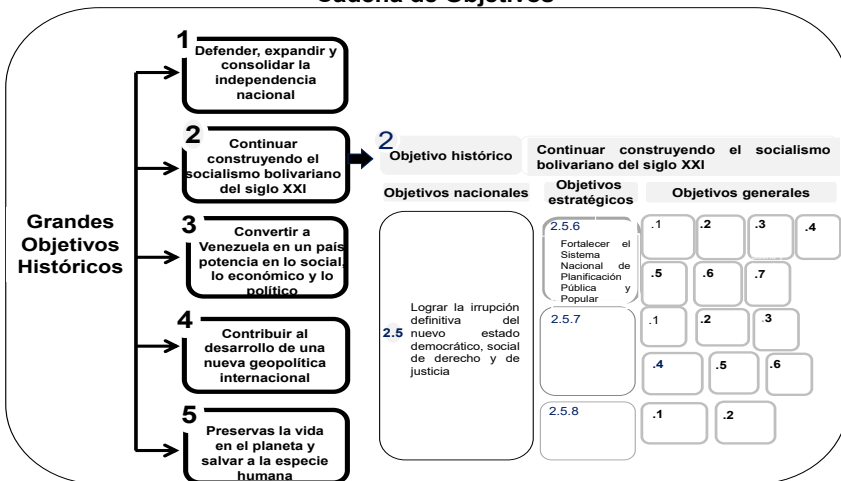 Cadena de Objetivos
1
Defender, expandir y
consolidar la
independencia
nacional
2
Continuar
construyendo el
socialismo bolivariano
del siglo XXI
Grandes
Objetivos
Históricos
3
Convertir a
Venezuela en un país
potencia en lo social,
lo económico y lo
político
4
Contribuir al
desarrollo de una
nueva geopolítica
internacional
5
Preservas la vida
en el planeta y
salvar a la especie
humana
2
Objetivo histórico
Continuar construyendo el socialismo
bolivariano del siglo XXI
Objetivos nacionales
Objetivos
estratégicos
Objetivos generales
2.5
Lograr la irrupción
definitiva del
nuevo estado
democrático, social
de derecho y de
justicia
2.5.6
Fortalecer el
Sistema
Nacional de
Planificación
Pública y
Popular
.1 .2 .3 .4
.5 .6 .7
2.5.7
.1 .2 .3
.4 .5 .6
2.5.8
.1 .2